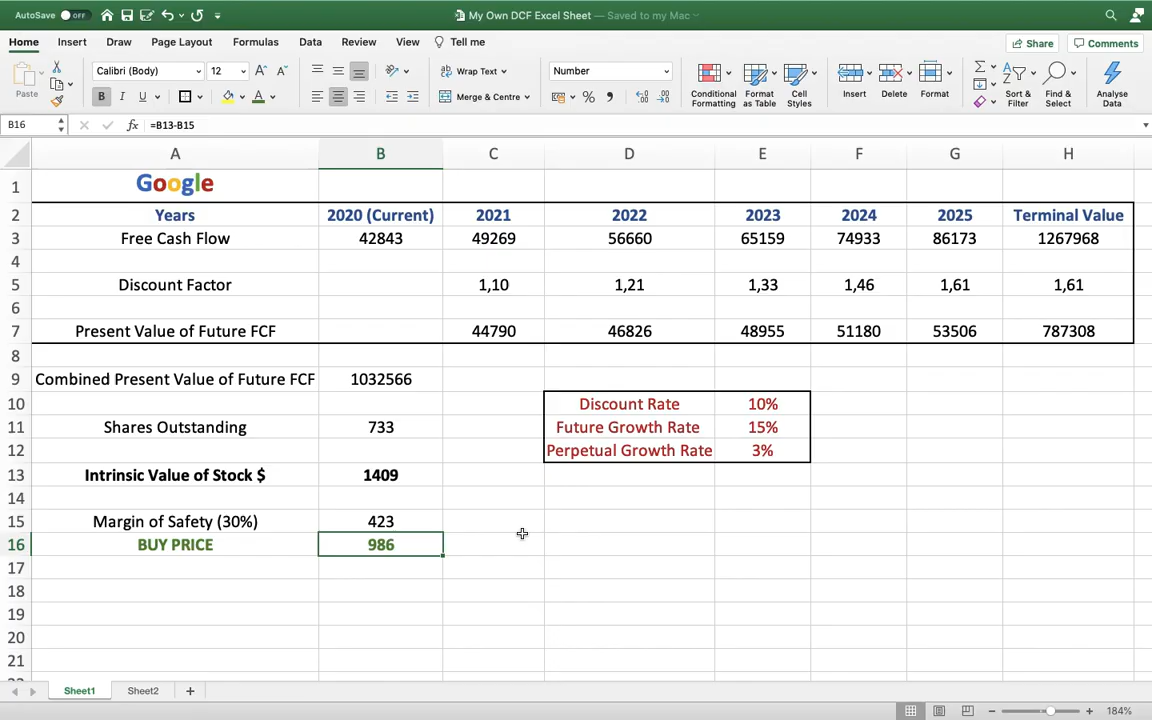 AutoSave OFF My Own DCF Excel Sheet — Saved to my Mac
Home Insert Draw Page Layout Formulas Data Review View Tell me Share Comments
Paste Calibri (Body) 12 A A Wrap Text Number Conditional Formatting Format as Table Cell Styles Insert Delete Format Sort & Filter Find & Select Analyse Data
B I U A Merge & Centre % 9
B16 fx =B13-B15
A B C D E F G H
1 Google
2 Years 2020 (Current) 2021 2022 2023 2024 2025 Terminal Value
3 Free Cash Flow 42843 49269 56660 65159 74933 86173 1267968
4
5 Discount Factor 1,10 1,21 1,33 1,46 1,61 1,61
6
7 Present Value of Future FCF 44790 46826 48955 51180 53506 787308
8
9 Combined Present Value of Future FCF 1032566
10 Discount Rate 10%
11 Shares Outstanding 733 Future Growth Rate 15%
12 Perpetual Growth Rate 3%
13 Intrinsic Value of Stock $ 1409
14
15 Margin of Safety (30%) 423
16 BUY PRICE 986
17
18
19
20
21
Sheet1 Sheet2 +
184%